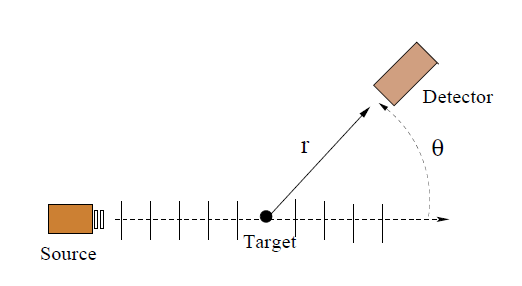 Detector
r
θ
Target
Source